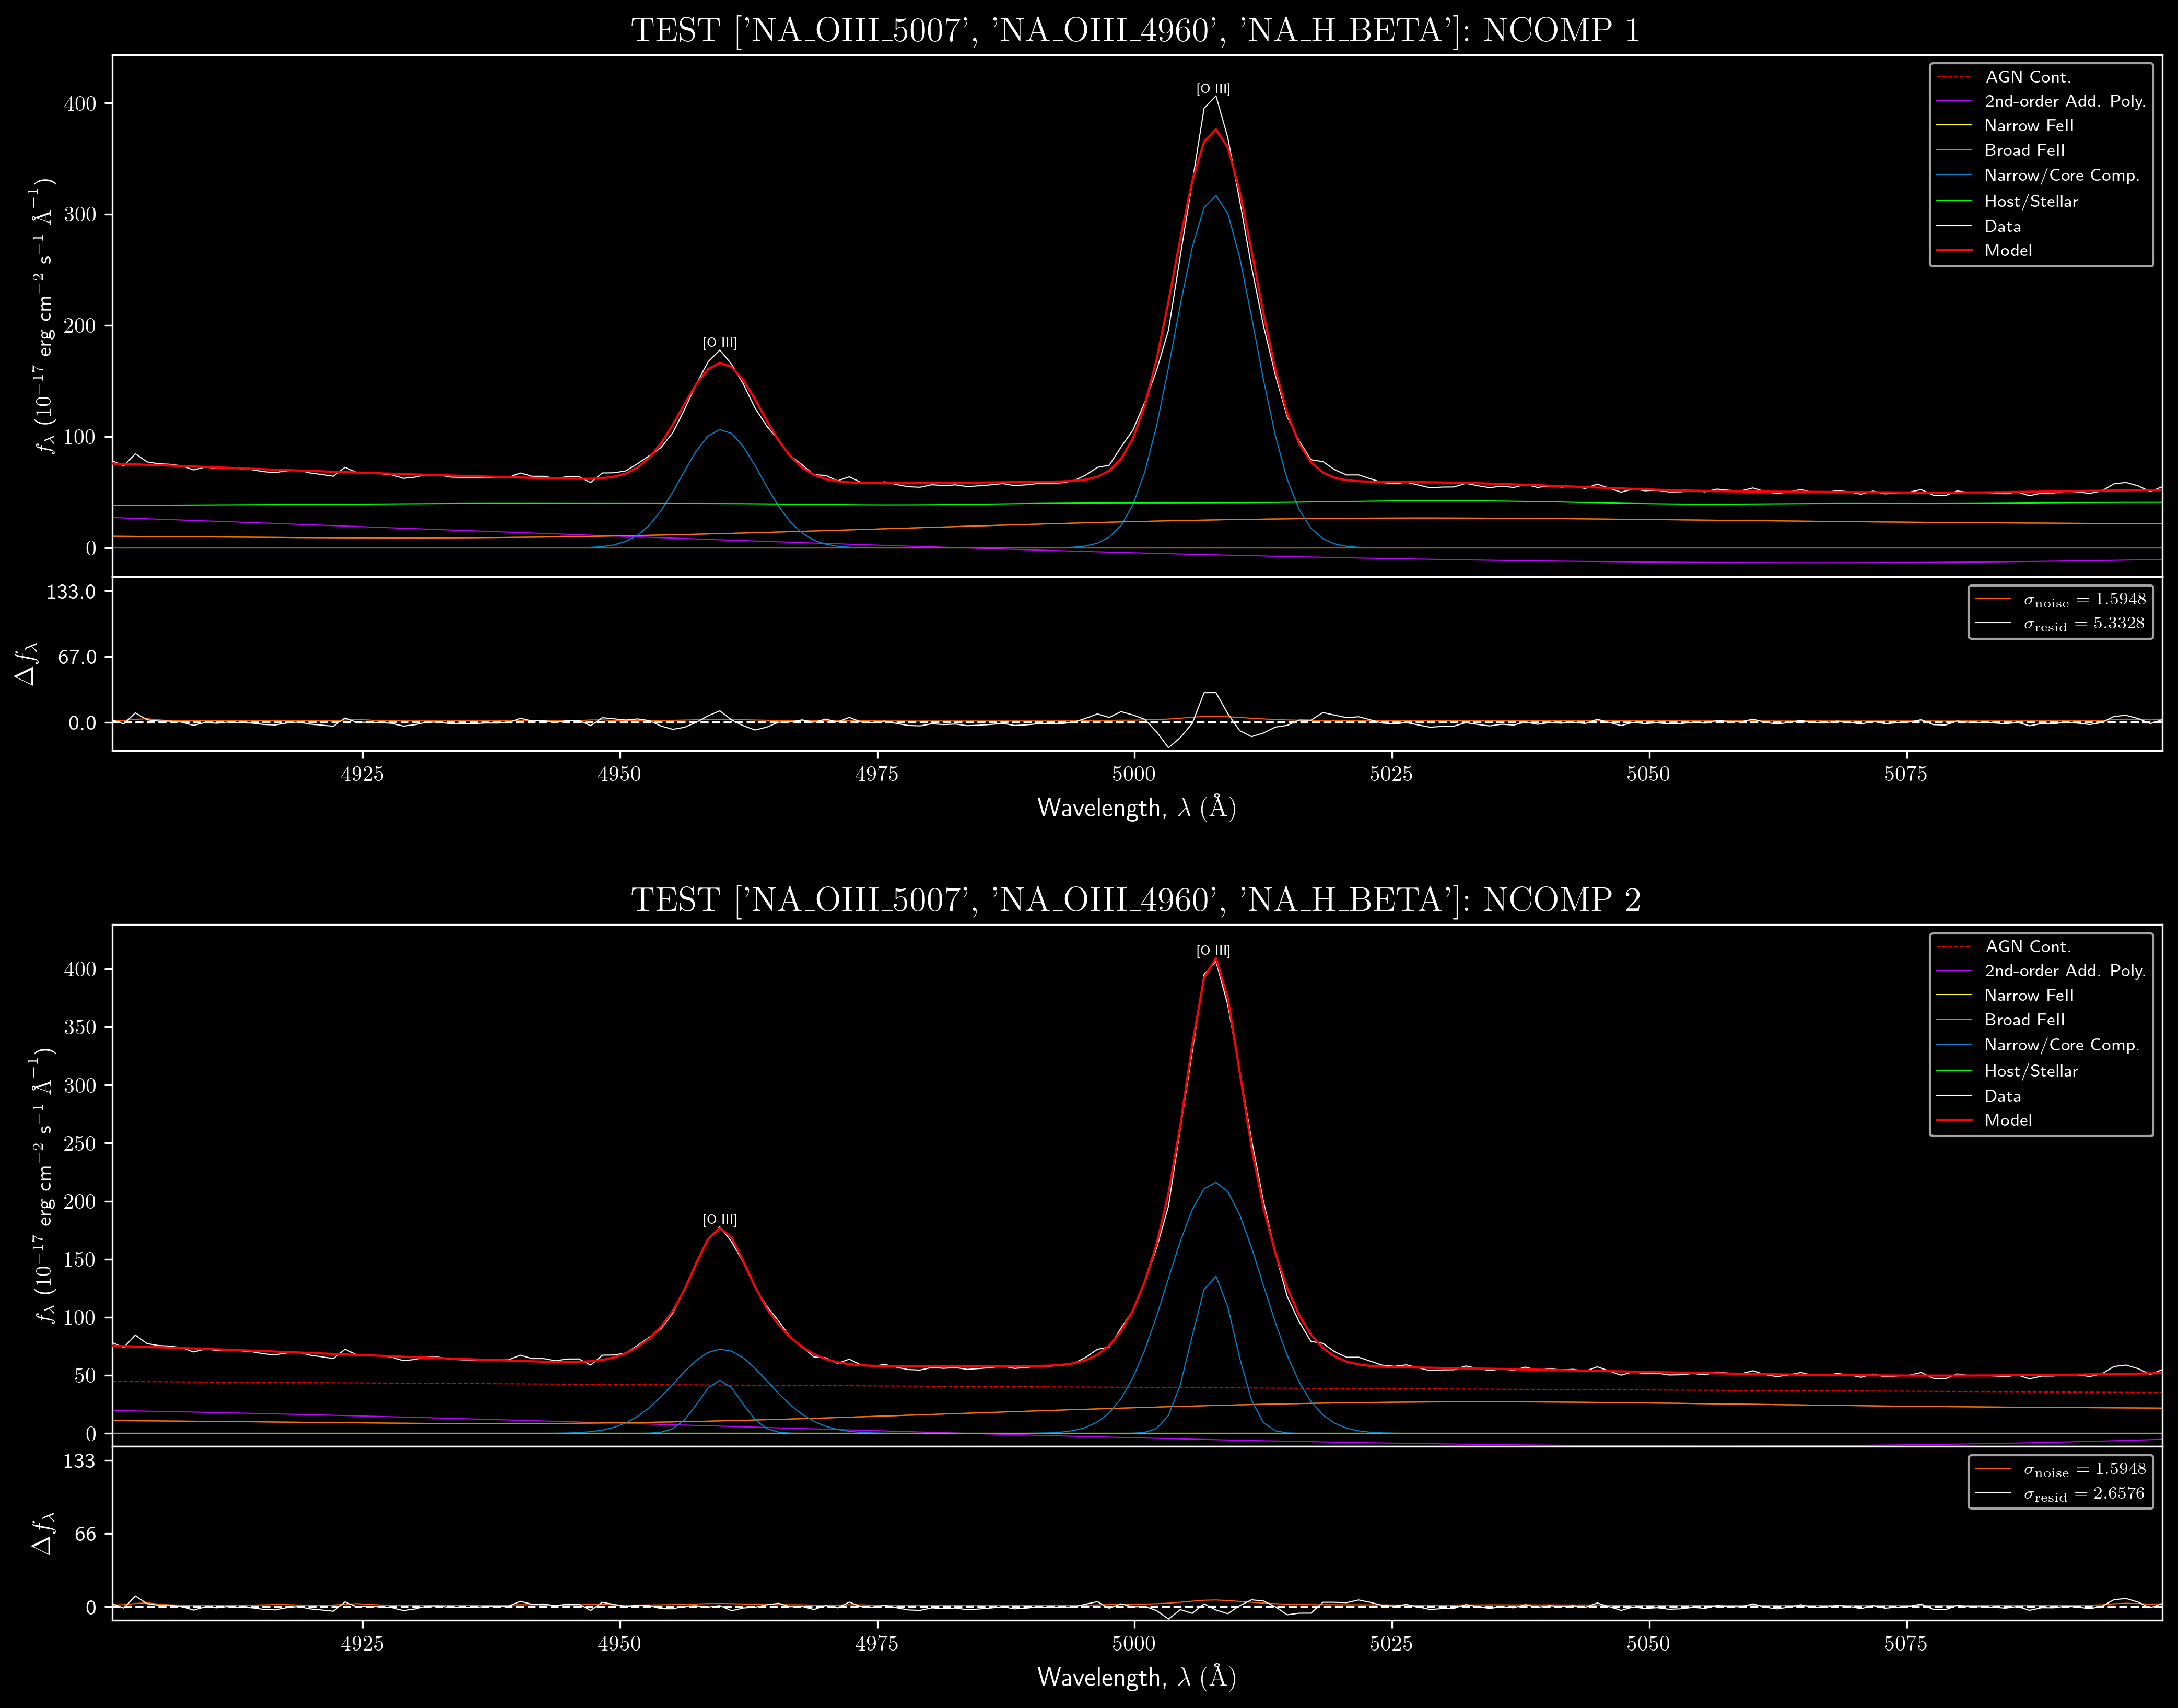 TEST ['NA_OIII_5007', 'NA_OIII_4960', 'NA_H_BETA']: NCOMP 1
400
300
200
100
0
f_λ (10⁻¹⁷ erg cm⁻² s⁻¹ Å⁻¹)
[O III]
[O III]
AGN Cont.
2nd-order Add. Poly.
Narrow FeII
Broad FeII
Narrow/Core Comp.
Host/Stellar
Data
Model
133.0
67.0
0.0
Δf_λ
σ_noise = 1.5948
σ_resid = 5.3328
4925 4950 4975 5000 5025 5050 5075
Wavelength, λ (Å)
TEST ['NA_OIII_5007', 'NA_OIII_4960', 'NA_H_BETA']: NCOMP 2
400
350
300
250
200
150
100
50
0
f_λ (10⁻¹⁷ erg cm⁻² s⁻¹ Å⁻¹)
[O III]
[O III]
AGN Cont.
2nd-order Add. Poly.
Narrow FeII
Broad FeII
Narrow/Core Comp.
Host/Stellar
Data
Model
133
66
0
Δf_λ
σ_noise = 1.5948
σ_resid = 2.6576
4925 4950 4975 5000 5025 5050 5075
Wavelength, λ (Å)